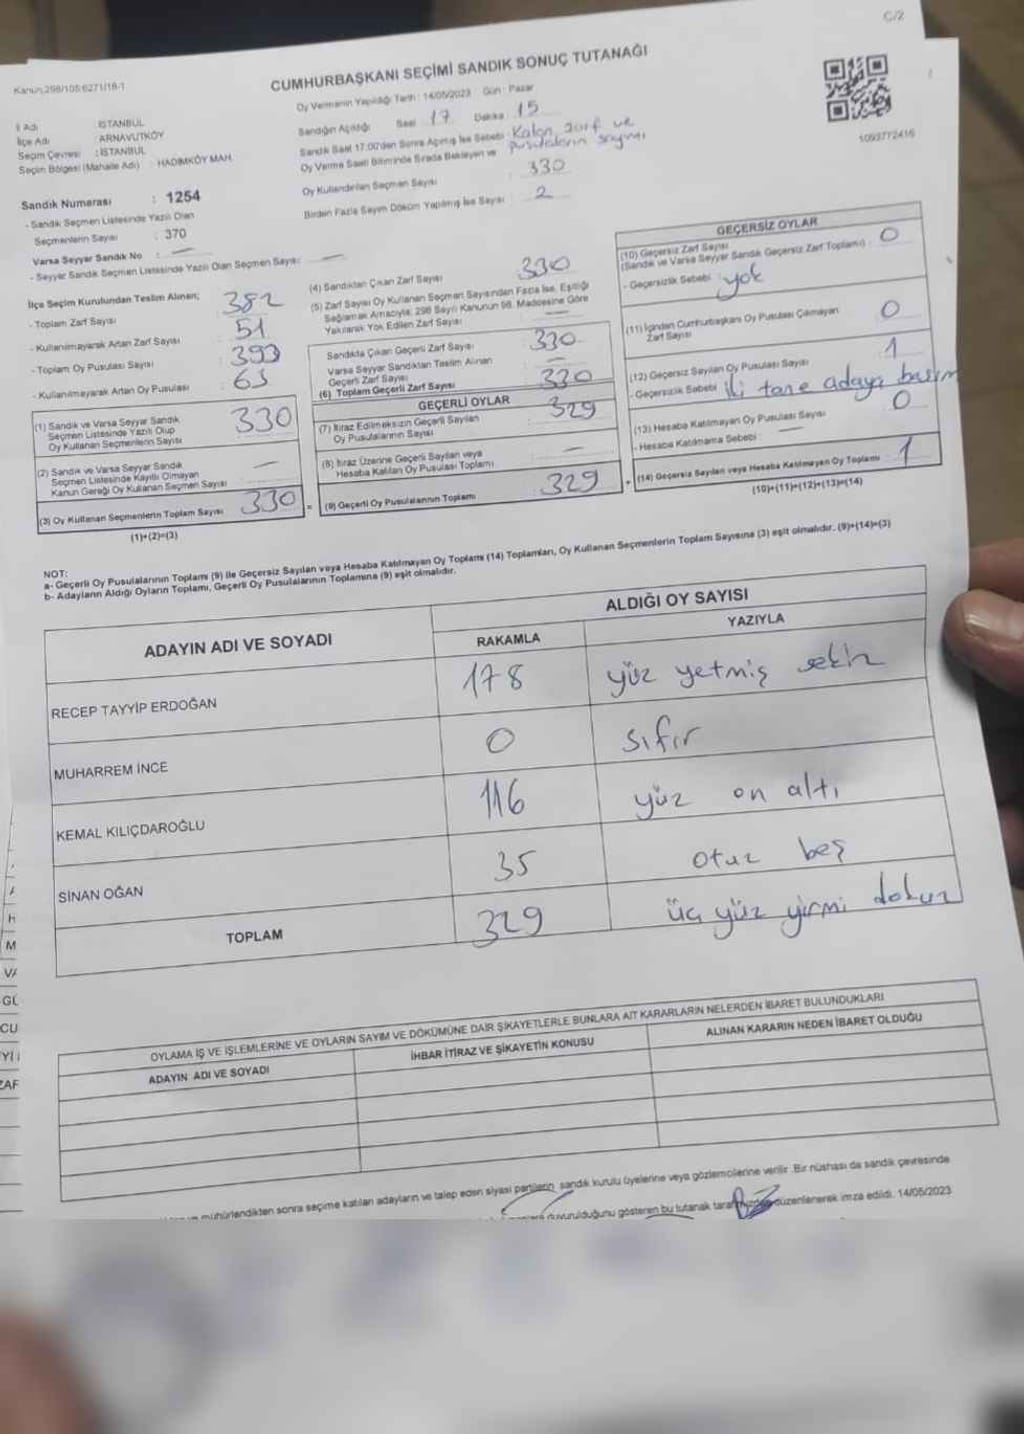 C/2
Kanun;298/105;6271/18-1
CUMHURBAŞKANI SEÇİMİ SANDIK SONUÇ TUTANAĞI
Oy Vermenin Yapıldığı Tarih : 14/05/2023 Gün : Pazar
İl Adı : İSTANBUL
İlçe Adı : ARNAVUTKÖY
Seçim Çevresi : İSTANBUL
Seçim Bölgesi (Mahalle Adı) : HADIMKÖY MAH.
Sandığın Açıldığı Saat : 17 Dakika : 15
Sandık Saat 17.00'den Sonra Açılmış İse Sebebi : Kalan zarf ve
Oy Verme Saati Bitiminde Sırada Bekleyen ve pusulaların sayımı
Oy Kullandırılan Seçmen Sayısı 330
Birden Fazla Sayım Döküm Yapılmış İse Sayısı : 2
1093772416
Sandık Numarası : 1254
- Sandık Seçmen Listesinde Yazılı Olan
Seçmenlerin Sayısı : 370
Varsa Seyyar Sandık No : —
- Seyyar Sandık Seçmen Listesinde Yazılı Olan Seçmen Sayısı : —
İlçe Seçim Kurulundan Teslim Alınan;
- Toplam Zarf Sayısı : 382
- Kullanılmayarak Artan Zarf Sayısı : 51
- Toplam Oy Pusulası Sayısı : 393
- Kullanılmayarak Artan Oy Pusulası : 63
(1) Sandık ve Varsa Seyyar Sandık
Seçmen Listesinde Yazılı Olup
Oy Kullanan Seçmenlerin Sayısı 330
(2) Sandık ve Varsa Seyyar Sandık
Seçmen Listesinde Kayıtlı Olmayan
Kanun Gereği Oy Kullanan Seçmen Sayısı —
(3) Oy Kullanan Seçmenlerin Toplam Sayısı 330
(1)+(2)=(3)
(4) Sandıktan Çıkan Zarf Sayısı 330
(5) Zarf Sayısı Oy Kullanan Seçmen Sayısından Fazla İse, Eşitliği
Sağlamak Amacıyla, 298 Sayılı Kanunun 98. Maddesine Göre
Yakılarak Yok Edilen Zarf Sayısı —
Sandıkta Çıkan Geçerli Zarf Sayısı 330
Varsa Seyyar Sandıktan Teslim Alınan
Geçerli Zarf Sayısı —
(6) Toplam Geçerli Zarf Sayısı 330
GEÇERLİ OYLAR
(7) İtiraz Edilmeksizin Geçerli Sayılan
Oy Pusulalarının Sayısı 329
(8) İtiraz Üzerine Geçerli Sayılan veya
Hesaba Katılan Oy Pusulası Toplamı —
(9) Geçerli Oy Pusulalarının Toplamı 329
GEÇERSİZ OYLAR
(10) Geçersiz Zarf Sayısı
(Sandık ve Varsa Seyyar Sandık Geçersiz Zarf Toplamı) : 0
- Geçersizlik Sebebi : yok
(11) İçinden Cumhurbaşkanı Oy Pusulası Çıkmayan
Zarf Sayısı 0
(12) Geçersiz Sayılan Oy Pusulası Sayısı 1
- Geçersizlik Sebebi : iki tane adaya basım
(13) Hesaba Katılmayan Oy Pusulası Sayısı 0
- Hesaba Katılmama Sebebi : —
(14) Geçersiz Sayılan veya Hesaba Katılmayan Oy Toplamı 1
(10)+(11)+(12)+(13)=(14)
NOT:
a- Geçerli Oy Pusulalarının Toplamı (9) ile Geçersiz Sayılan veya Hesaba Katılmayan Oy Toplamı (14) Toplamları, Oy Kullanan Seçmenlerin Toplam Sayısına (3) eşit olmalıdır. (9)+(14)=(3)
b- Adayların Aldığı Oyların Toplamı, Geçerli Oy Pusulalarının Toplamına (9) eşit olmalıdır.
ADAYIN ADI VE SOYADI
ALDIĞI OY SAYISI
RAKAMLA YAZIYLA
RECEP TAYYİP ERDOĞAN 178 yüz yetmiş sekiz
MUHARREM İNCE 0 sıfır
KEMAL KILIÇDAROĞLU 116 yüz on altı
SİNAN OĞAN 35 otuz beş
TOPLAM 329 üç yüz yirmi dokuz
OYLAMA İŞ VE İŞLEMLERİNE VE OYLARIN SAYIM VE DÖKÜMÜNE DAİR ŞİKAYETLERLE BUNLARA AİT KARARLARIN NELERDEN İBARET BULUNDUKLARI
ADAYIN ADI VE SOYADI İHBAR İTİRAZ VE ŞİKAYETİN KONUSU ALINAN KARARIN NEDEN İBARET OLDUĞU
mühürlendikten sonra seçime katılan adayların ve talep eden siyasi partilerin sandık kurulu üyelerine veya gözlemcilerine verilir. Bir nüshası da sandık çevresinde
duyurulduğunu gösteren bu tutanak düzenlenerek imza edildi. 14/05/2023
H
M
VA
GÜ
CU
ZAF